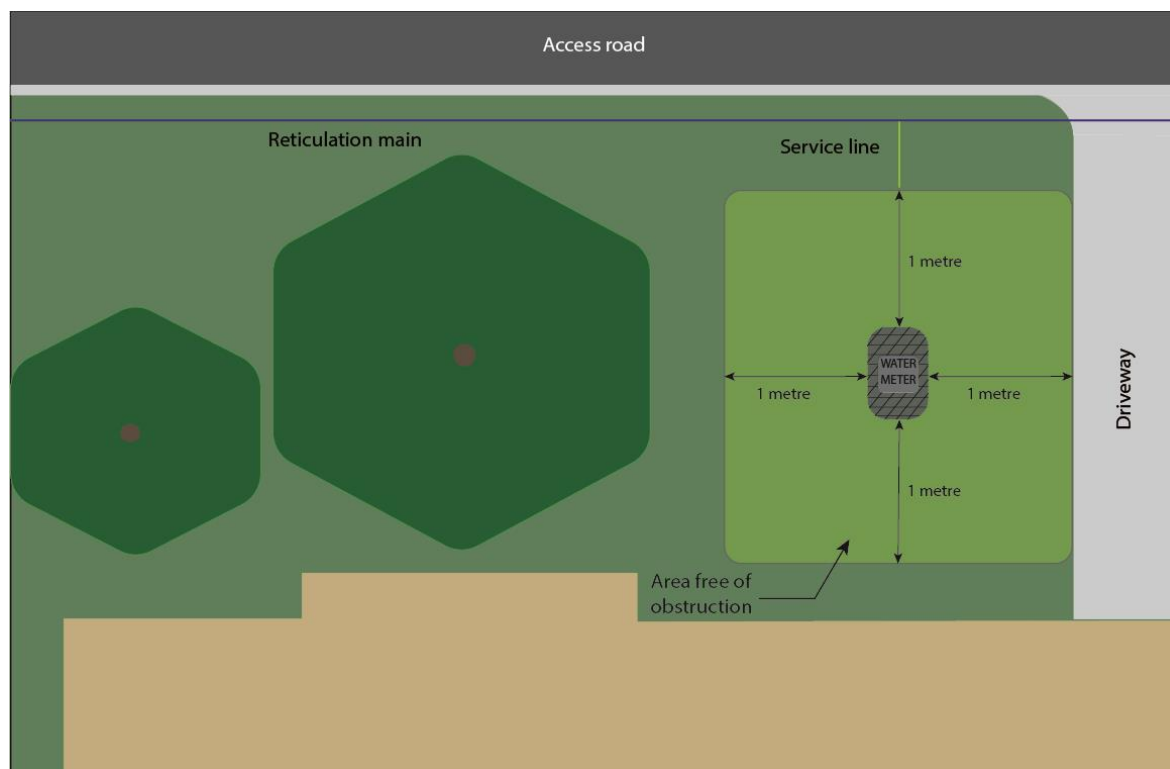 Access road
Reticulation main
Service line
1 metre
WATER
METER
1 metre
1 metre
Driveway
1 metre
Area free of
obstruction